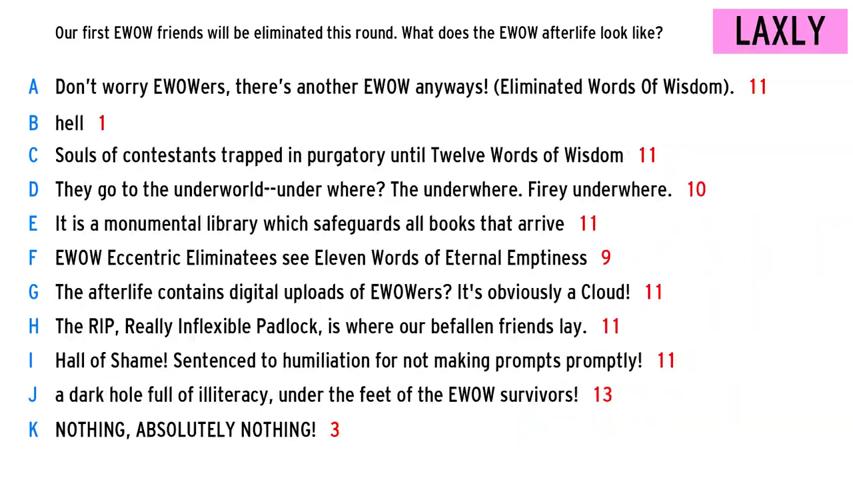 Our first EWOW friends will be eliminated this round. What does the EWOW afterlife look like?
LAXLY
A Don't worry EWOWers, there's another EWOW anyways! (Eliminated Words Of Wisdom). 11
B hell 1
C Souls of contestants trapped in purgatory until Twelve Words of Wisdom 11
D They go to the underworld--under where? The underwhere. Firey underwhere. 10
E It is a monumental library which safeguards all books that arrive 11
F EWOW Eccentric Eliminatees see Eleven Words of Eternal Emptiness 9
G The afterlife contains digital uploads of EWOWers? It's obviously a Cloud! 11
H The RIP, Really Inflexible Padlock, is where our befallen friends lay. 11
I Hall of Shame! Sentenced to humiliation for not making prompts promptly! 11
J a dark hole full of illiteracy, under the feet of the EWOW survivors! 13
K NOTHING, ABSOLUTELY NOTHING! 3